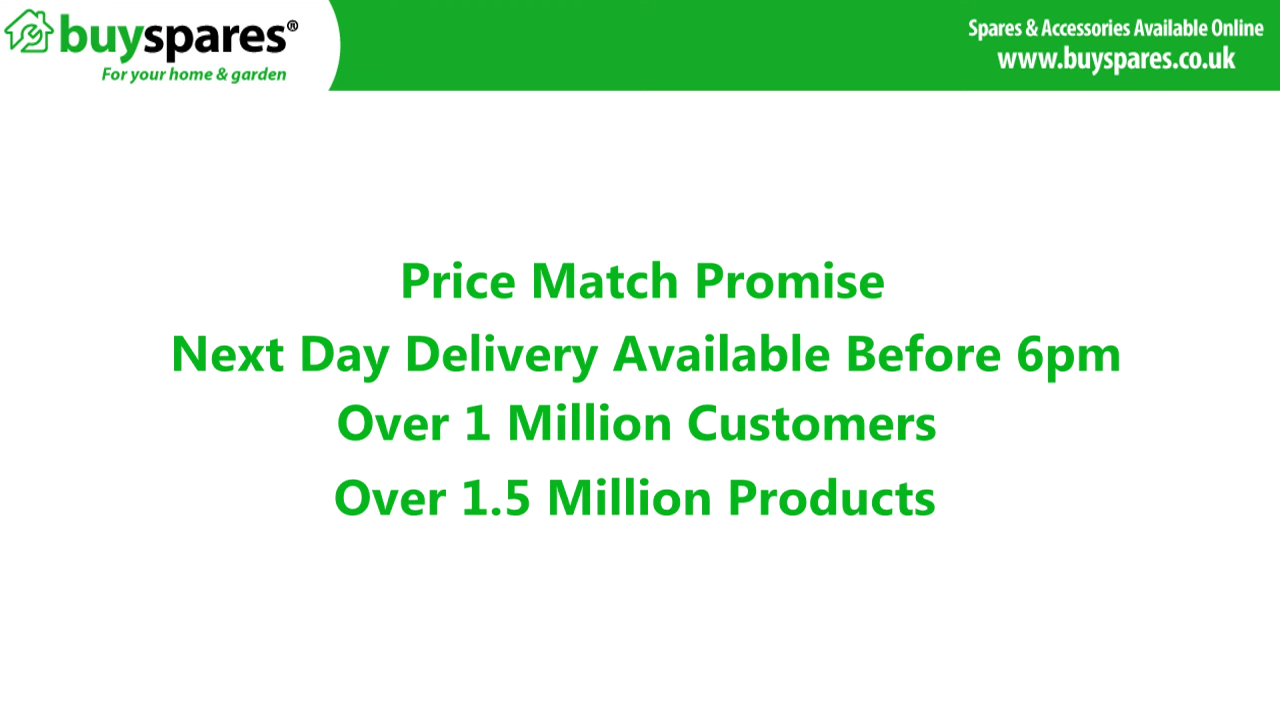 buyspares®
For your home & garden
Spares & Accessories Available Online
www.buyspares.co.uk
Price Match Promise
Next Day Delivery Available Before 6pm
Over 1 Million Customers
Over 1.5 Million Products